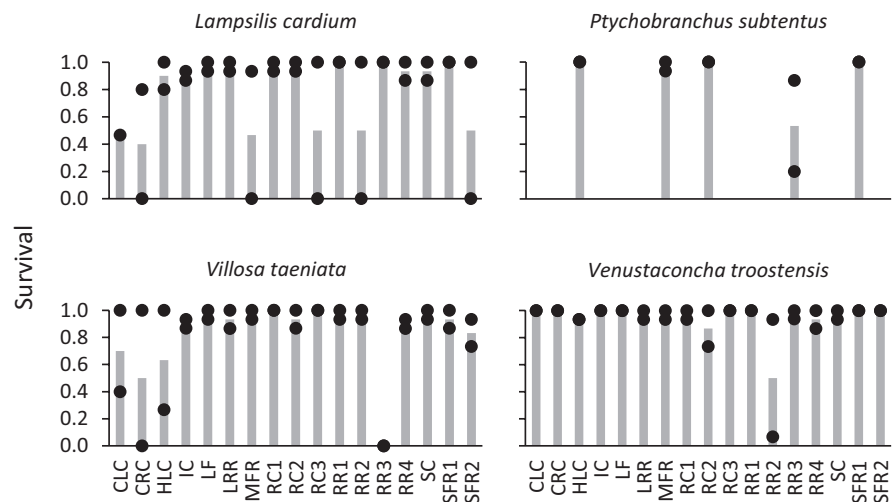 Lampsilis cardium
Ptychobranchus subtentus
1.0
0.8
0.6
0.4
0.2
0.0
Survival
Villosa taeniata
Venustaconcha troostensis
1.0
0.8
0.6
0.4
0.2
0.0
CLC CRC HLC IC LF LRR MFR RC1 RC2 RC3 RR1 RR2 RR3 RR4 SC SFR1 SFR2
CLC CRC HLC IC LF LRR MFR RC1 RC2 RC3 RR1 RR2 RR3 RR4 SC SFR1 SFR2